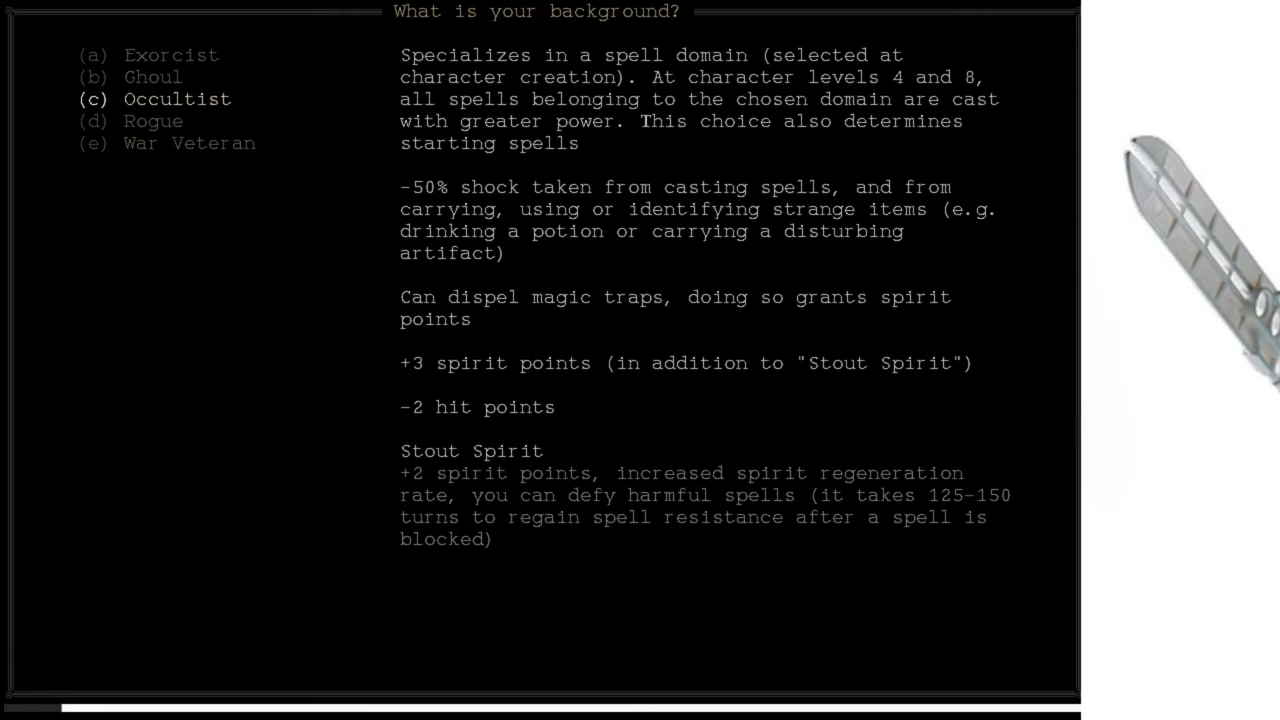 What is your background?
(a) Exorcist
(b) Ghoul
(c) Occultist
(d) Rogue
(e) War Veteran
Specializes in a spell domain (selected at
character creation). At character levels 4 and 8,
all spells belonging to the chosen domain are cast
with greater power. This choice also determines
starting spells
-50% shock taken from casting spells, and from
carrying, using or identifying strange items (e.g.
drinking a potion or carrying a disturbing
artifact)
Can dispel magic traps, doing so grants spirit
points
+3 spirit points (in addition to "Stout Spirit")
-2 hit points
Stout Spirit
+2 spirit points, increased spirit regeneration
rate, you can defy harmful spells (it takes 125-150
turns to regain spell resistance after a spell is
blocked)